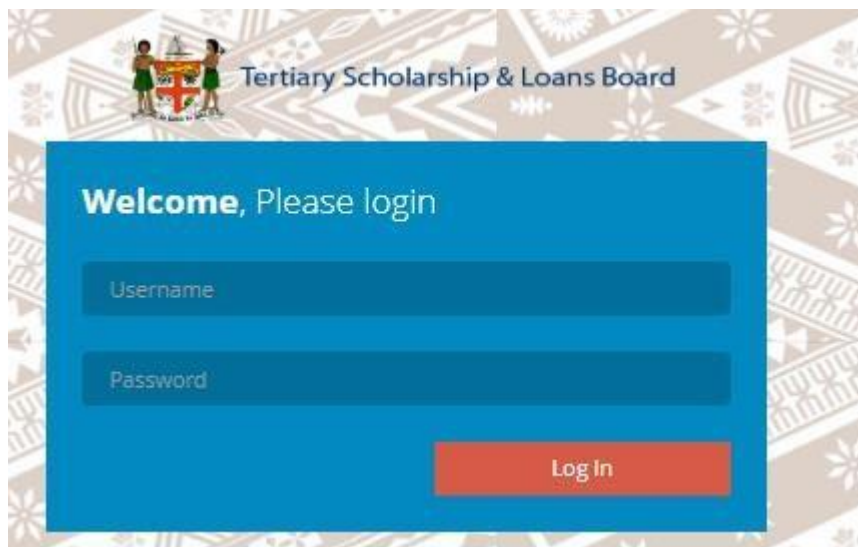 Tertiary Scholarship & Loans Board
Welcome, Please login
Username
Password
Log In